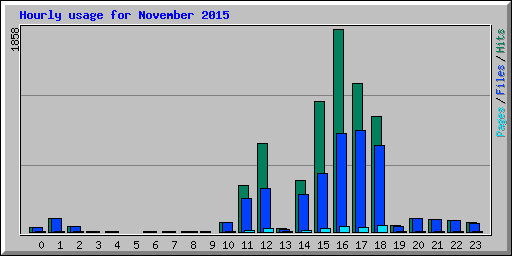 Hourly usage for November 2015
1858
Pages/Files/Hits
0 1 2 3 4 5 6 7 8 9 10 11 12 13 14 15 16 17 18 19 20 21 22 23